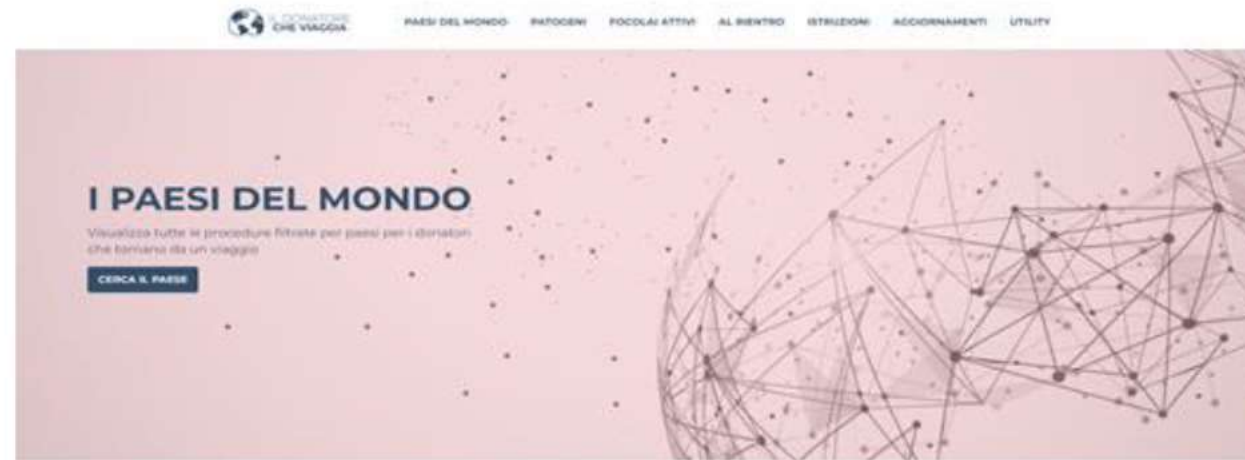 IL DONATORE
CHE VIAGGIA
PAESI DEL MONDO
PATOGENI
FOCOLAI ATTIVI
AL RIENTRO
ISTRUZIONI
AGGIORNAMENTI
UTILITY
I PAESI DEL MONDO
Visualizza tutte le procedure filtrate per paesi per i donatori
che tornano da un viaggio
CERCA IL PAESE